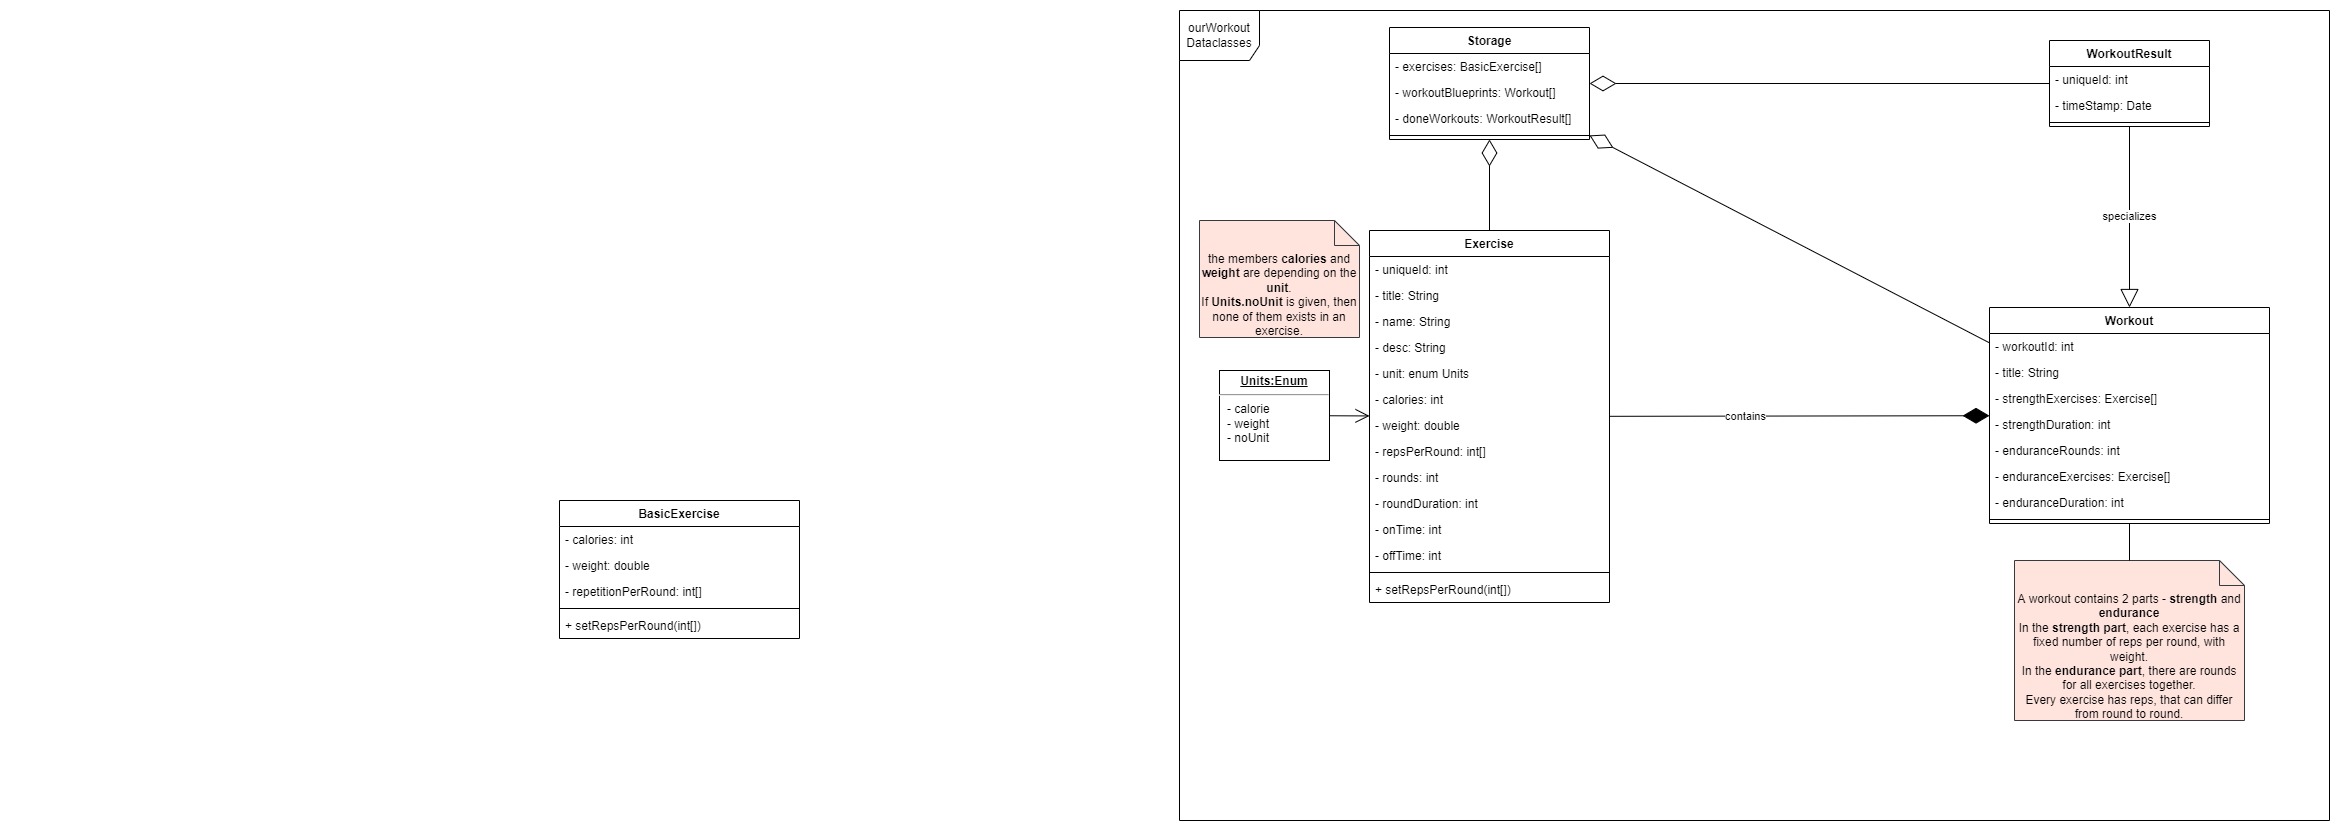 ourWorkout
Dataclasses
Storage
- exercises: BasicExercise[]
- workoutBlueprints: Workout[]
- doneWorkouts: WorkoutResult[]
WorkoutResult
- uniqueId: int
- timeStamp: Date
specializes
the members calories and
weight are depending on the
unit.
If Units.noUnit is given, then
none of them exists in an
exercise.
Units:Enum
- calorie
- weight
- noUnit
Exercise
- uniqueId: int
- title: String
- name: String
- desc: String
- unit: enum Units
- calories: int
- weight: double
- repsPerRound: int[]
- rounds: int
- roundDuration: int
- onTime: int
- offTime: int
+ setRepsPerRound(int[])
contains
Workout
- workoutId: int
- title: String
- strengthExercises: Exercise[]
- strengthDuration: int
- enduranceRounds: int
- enduranceExercises: Exercise[]
- enduranceDuration: int
A workout contains 2 parts - strength and
endurance
In the strength part, each exercise has a
fixed number of reps per round, with
weight.
In the endurance part, there are rounds
for all exercises together.
Every exercise has reps, that can differ
from round to round.
BasicExercise
- calories: int
- weight: double
- repetitionPerRound: int[]
+ setRepsPerRound(int[])